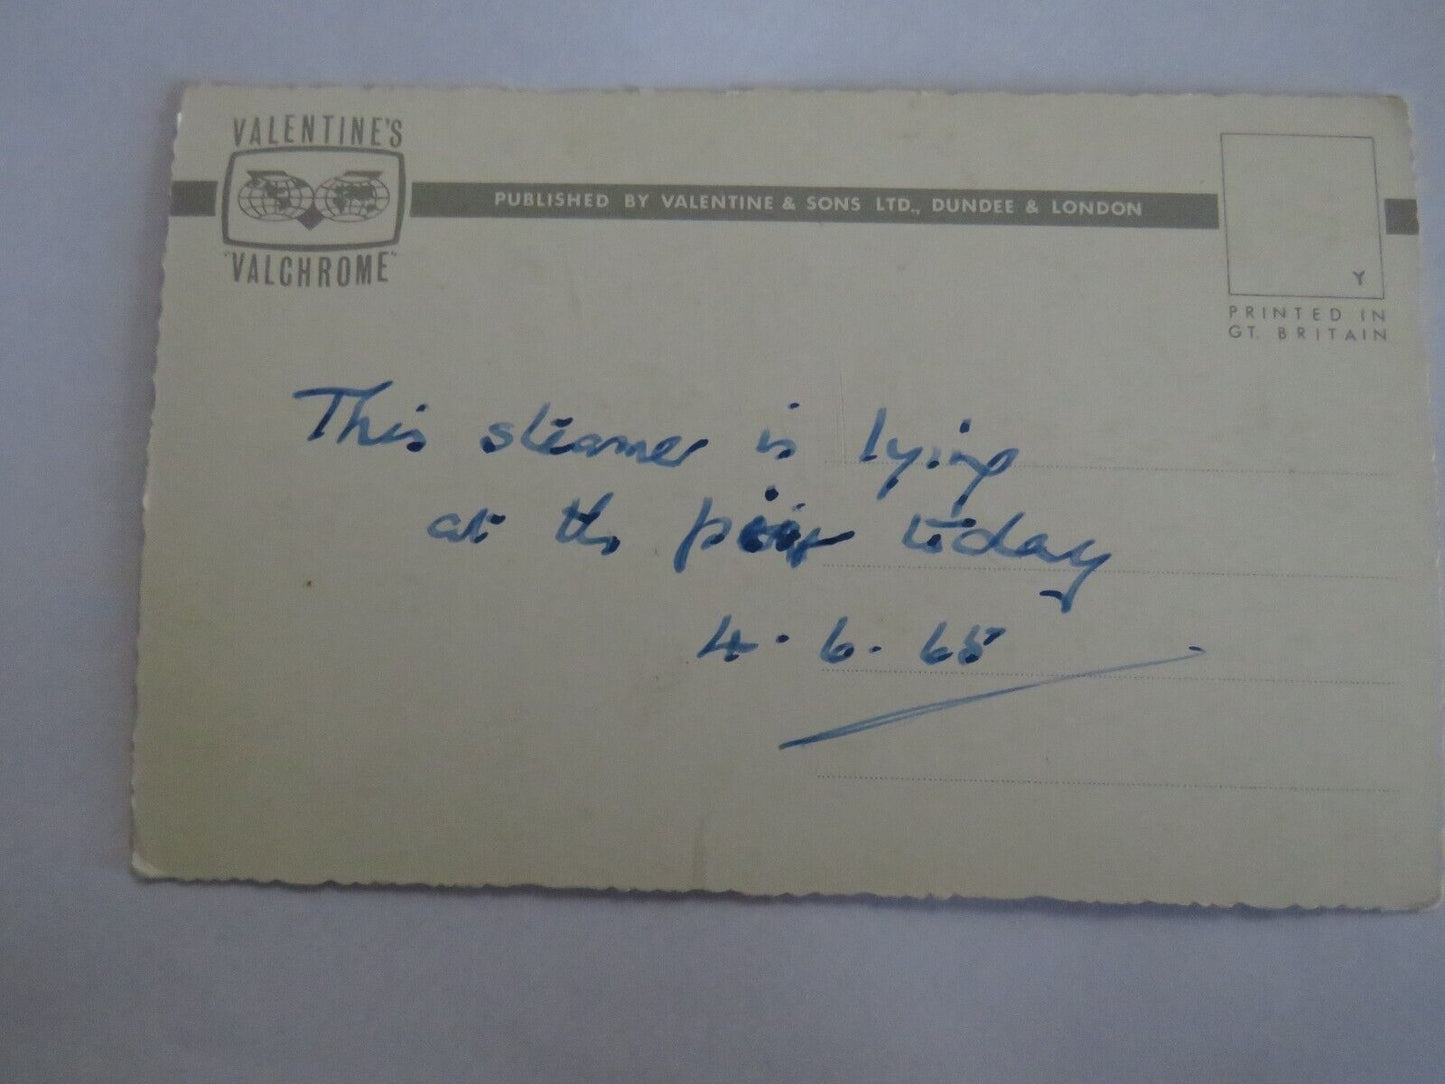 VALENTINE'S
"VALCHROME"
PUBLISHED BY VALENTINE & SONS LTD., DUNDEE & LONDON
Y
PRINTED IN
GT. BRITAIN
This steamer is lying
at the pier today
4.6.65